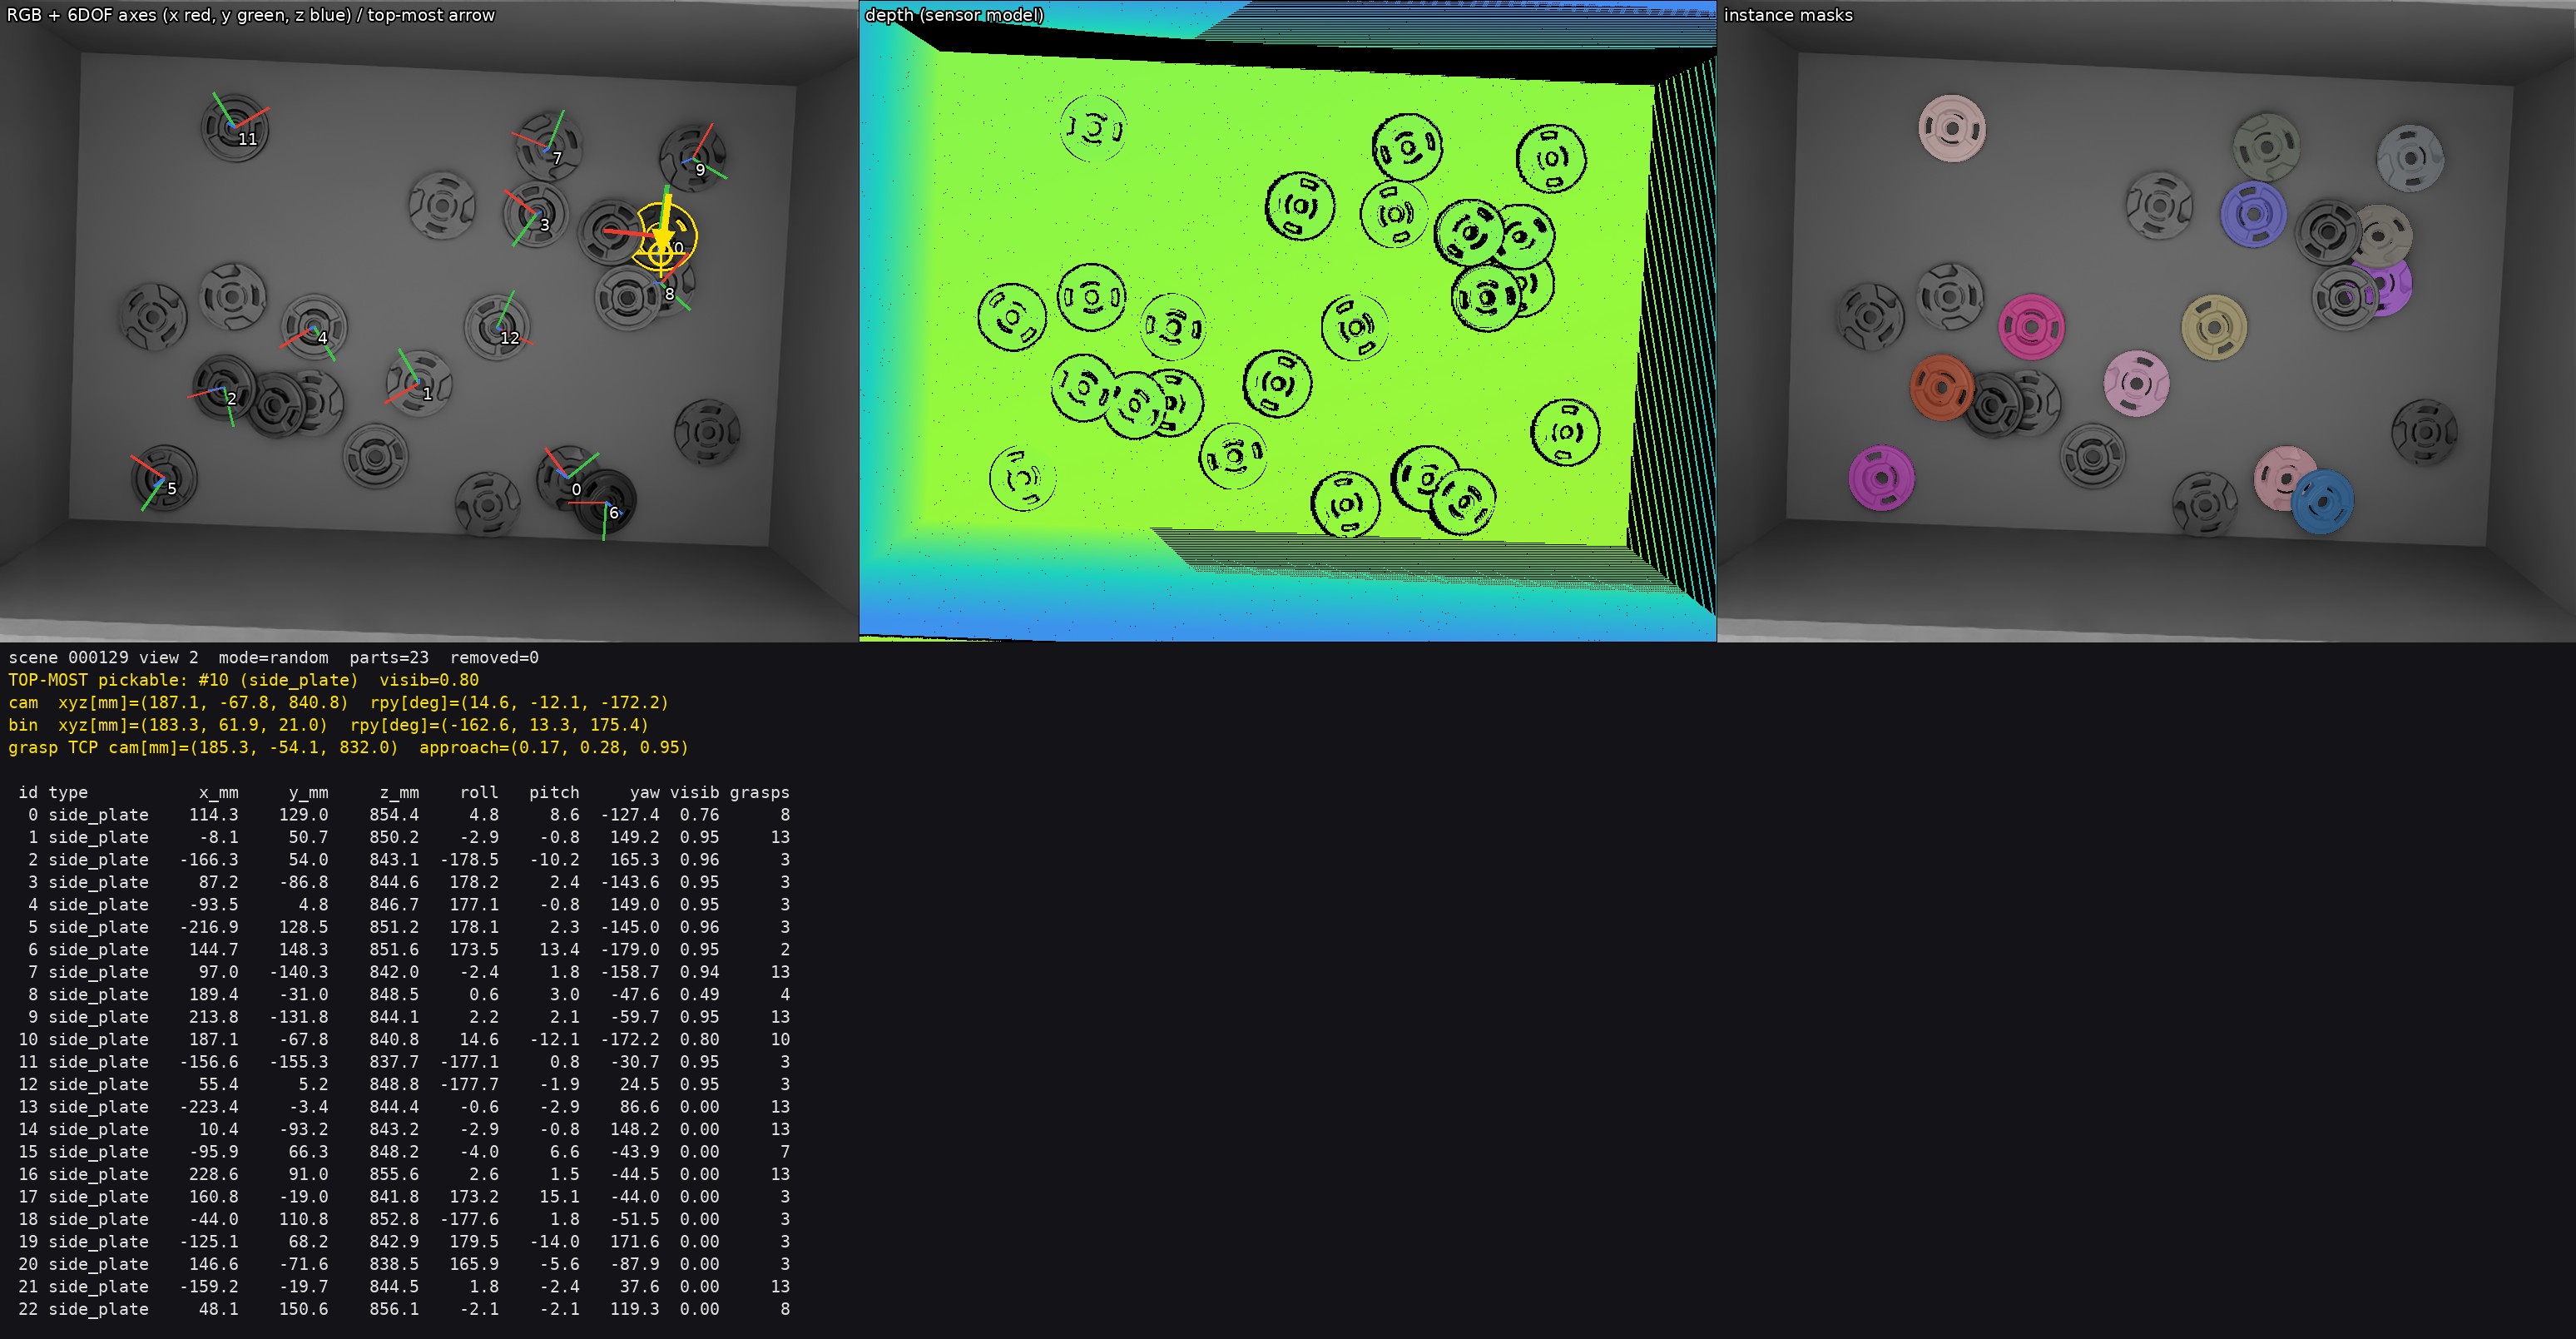 RGB + 6DOF axes (x red, y green, z blue) / top-most arrow
depth (sensor model)
instance masks
11
7
9
3
0
8
4
12
2
1
5
0
6
scene 000129 view 2  mode=random  parts=23  removed=0
TOP-MOST pickable: #10 (side_plate)  visib=0.80
cam  xyz[mm]=(187.1, -67.8, 840.8)  rpy[deg]=(14.6, -12.1, -172.2)
bin  xyz[mm]=(183.3, 61.9, 21.0)  rpy[deg]=(-162.6, 13.3, 175.4)
grasp TCP cam[mm]=(185.3, -54.1, 832.0)  approach=(0.17, 0.28, 0.95)
id type x_mm y_mm z_mm roll pitch yaw visib grasps
0 side_plate 114.3 129.0 854.4 4.8 8.6 -127.4 0.76 8
1 side_plate -8.1 50.7 850.2 -2.9 -0.8 149.2 0.95 13
2 side_plate -166.3 54.0 843.1 -178.5 -10.2 165.3 0.96 3
3 side_plate 87.2 -86.8 844.6 178.2 2.4 -143.6 0.95 3
4 side_plate -93.5 4.8 846.7 177.1 -0.8 149.0 0.95 3
5 side_plate -216.9 128.5 851.2 178.1 2.3 -145.0 0.96 3
6 side_plate 144.7 148.3 851.6 173.5 13.4 -179.0 0.95 2
7 side_plate 97.0 -140.3 842.0 -2.4 1.8 -158.7 0.94 13
8 side_plate 189.4 -31.0 848.5 0.6 3.0 -47.6 0.49 4
9 side_plate 213.8 -131.8 844.1 2.2 2.1 -59.7 0.95 13
10 side_plate 187.1 -67.8 840.8 14.6 -12.1 -172.2 0.80 10
11 side_plate -156.6 -155.3 837.7 -177.1 0.8 -30.7 0.95 3
12 side_plate 55.4 5.2 848.8 -177.7 -1.9 24.5 0.95 3
13 side_plate -223.4 -3.4 844.4 -0.6 -2.9 86.6 0.00 13
14 side_plate 10.4 -93.2 843.2 -2.9 -0.8 148.2 0.00 13
15 side_plate -95.9 66.3 848.2 -4.0 6.6 -43.9 0.00 7
16 side_plate 228.6 91.0 855.6 2.6 1.5 -44.5 0.00 13
17 side_plate 160.8 -19.0 841.8 173.2 15.1 -44.0 0.00 3
18 side_plate -44.0 110.8 852.8 -177.6 1.8 -51.5 0.00 3
19 side_plate -125.1 68.2 842.9 179.5 -14.0 171.6 0.00 3
20 side_plate 146.6 -71.6 838.5 165.9 -5.6 -87.9 0.00 3
21 side_plate -159.2 -19.7 844.5 1.8 -2.4 37.6 0.00 13
22 side_plate 48.1 150.6 856.1 -2.1 -2.1 119.3 0.00 8